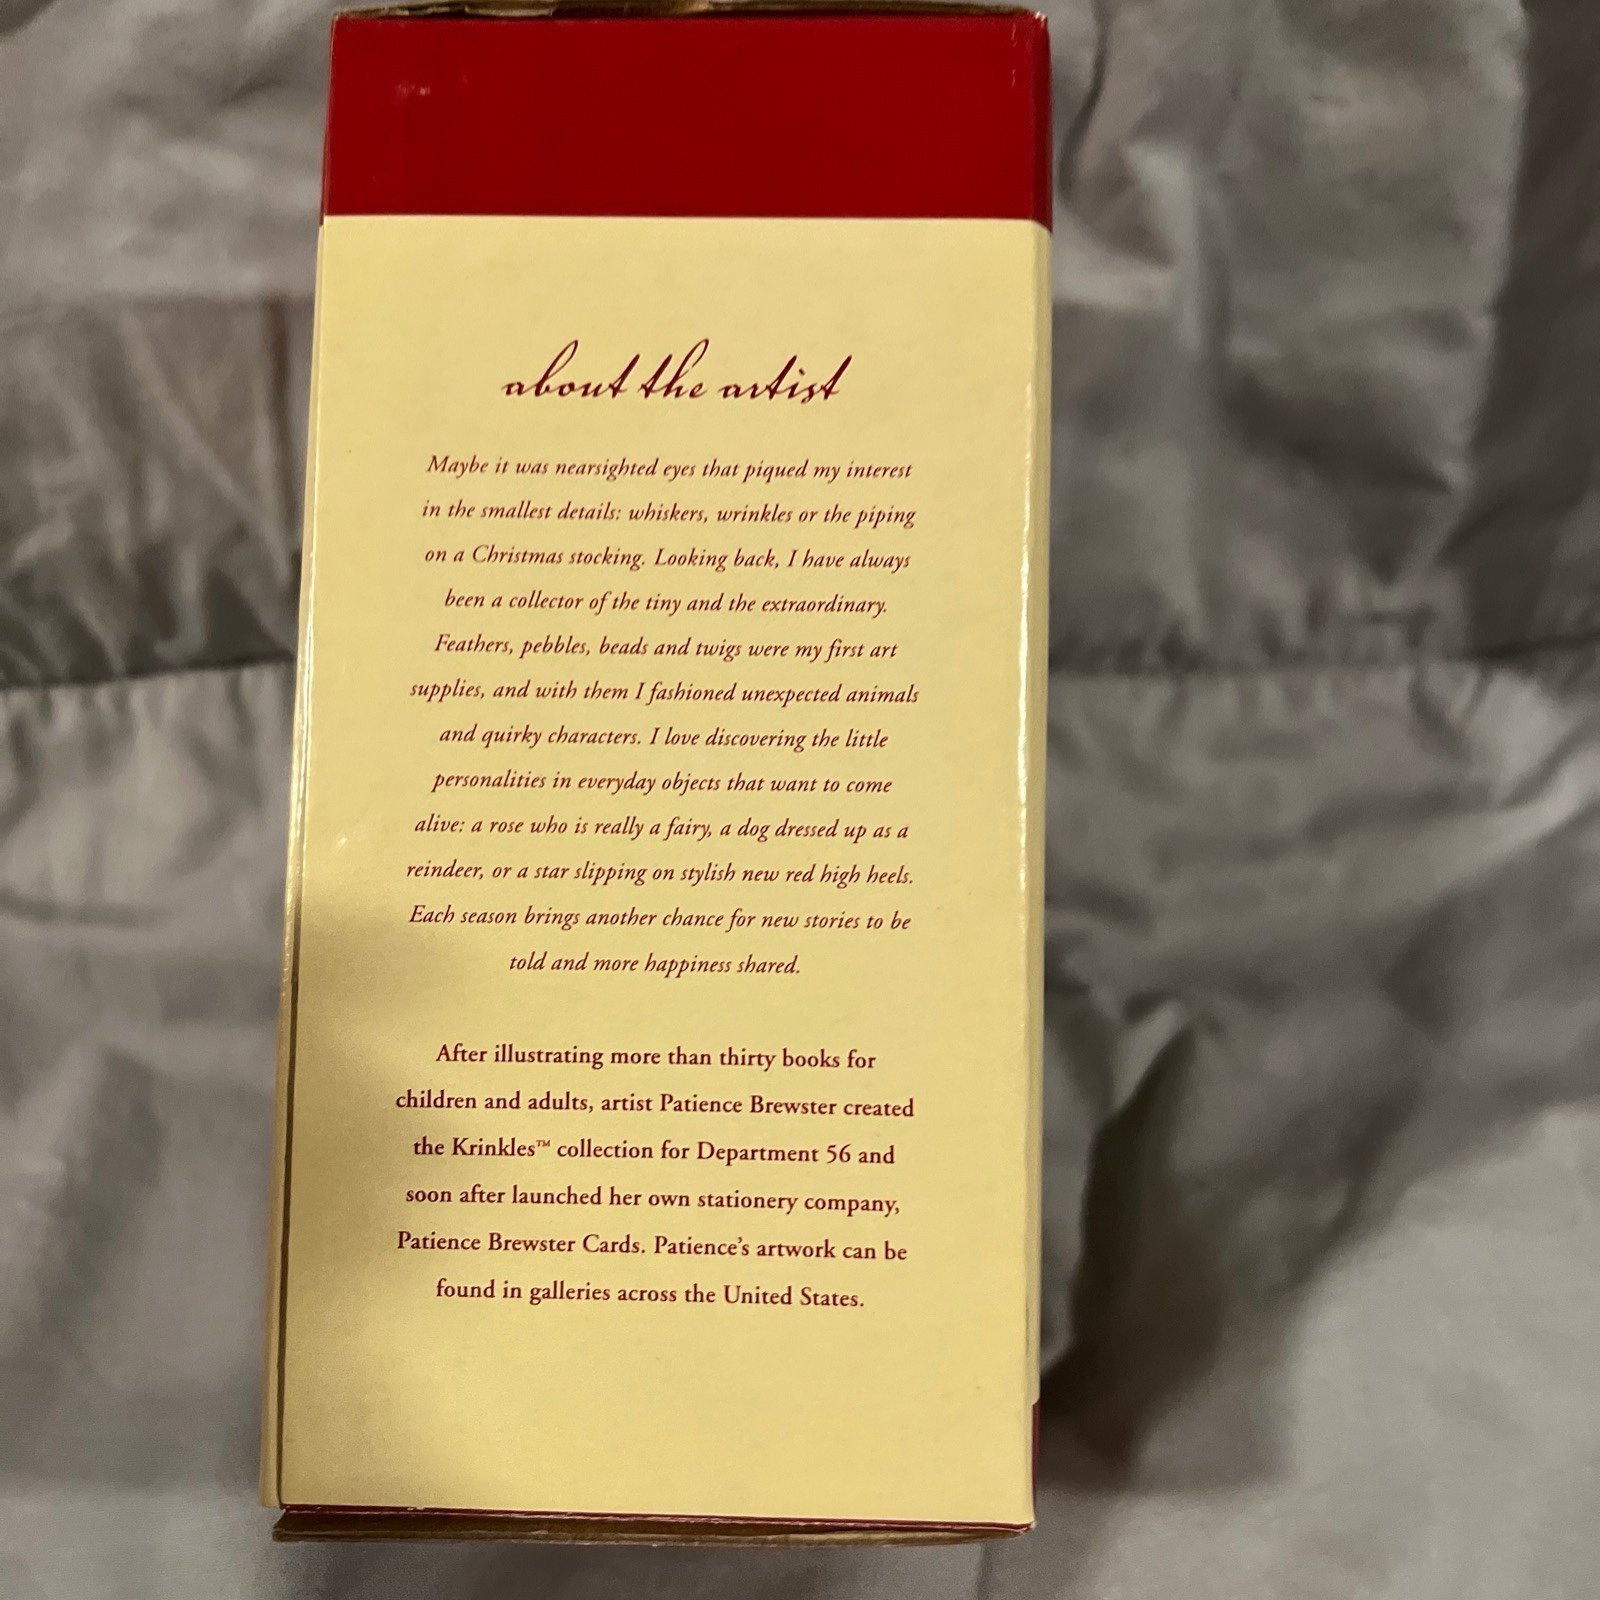 about the artist
Maybe it was nearsighted eyes that piqued my interest
in the smallest details: whiskers, wrinkles or the piping
on a Christmas stocking. Looking back, I have always
been a collector of the tiny and the extraordinary.
Feathers, pebbles, beads and twigs were my first art
supplies, and with them I fashioned unexpected animals
and quirky characters. I love discovering the little
personalities in everyday objects that want to come
alive: a rose who is really a fairy, a dog dressed up as a
reindeer, or a star slipping on stylish new red high heels.
Each season brings another chance for new stories to be
told and more happiness shared.
After illustrating more than thirty books for
children and adults, artist Patience Brewster created
the Krinkles™ collection for Department 56 and
soon after launched her own stationery company,
Patience Brewster Cards. Patience's artwork can be
found in galleries across the United States.